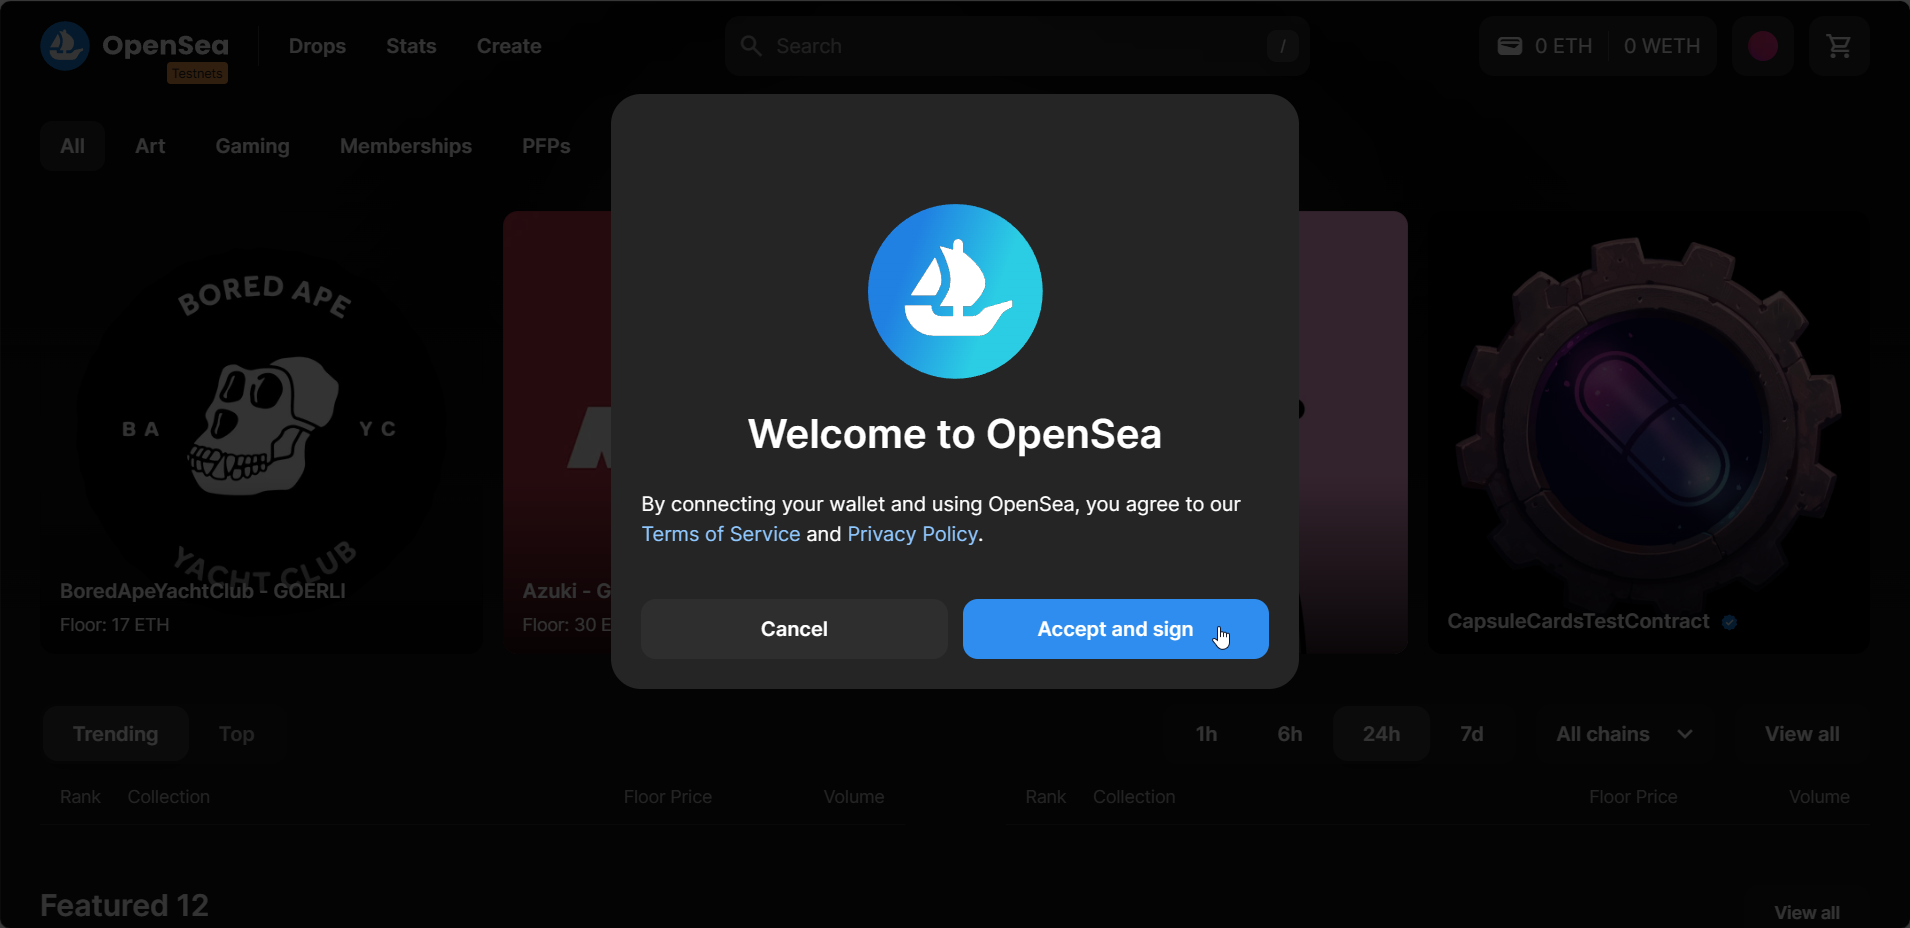 OpenSea
Testnets
Drops
Stats
Create
Search
/
0 ETH
0 WETH
All
Art
Gaming
Memberships
PFPs
BORED APE
B A
Y C
YACHT CLUB
BoredApeYachtClub - GOERLI
Floor: 17 ETH
Azuki - G
Floor: 30 E
Welcome to OpenSea
By connecting your wallet and using OpenSea, you agree to our
Terms of Service and Privacy Policy.
Cancel
Accept and sign
CapsuleCardsTestContract
Trending
Top
1h
6h
24h
7d
All chains
View all
Rank Collection Floor Price Volume
Rank Collection Floor Price Volume
Featured 12
View all